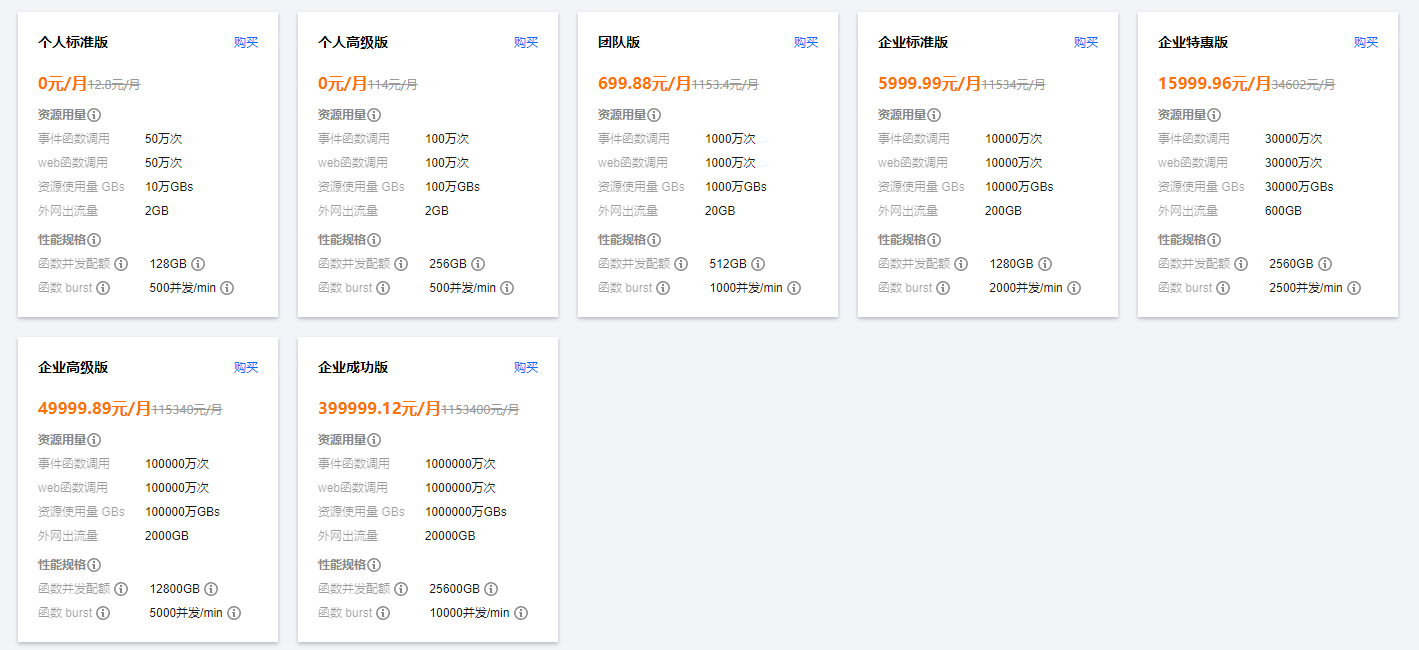 个人标准版 购买
0元/月12.8元/月
资源用量
事件函数调用 50万次
web函数调用 50万次
资源使用量 GBs 10万GBs
外网出流量 2GB
性能规格
函数并发配额 128GB
函数 burst 500并发/min
个人高级版 购买
0元/月114元/月
资源用量
事件函数调用 100万次
web函数调用 100万次
资源使用量 GBs 100万GBs
外网出流量 2GB
性能规格
函数并发配额 256GB
函数 burst 500并发/min
团队版 购买
699.88元/月1153.4元/月
资源用量
事件函数调用 1000万次
web函数调用 1000万次
资源使用量 GBs 1000万GBs
外网出流量 20GB
性能规格
函数并发配额 512GB
函数 burst 1000并发/min
企业标准版 购买
5999.99元/月11534元/月
资源用量
事件函数调用 10000万次
web函数调用 10000万次
资源使用量 GBs 10000万GBs
外网出流量 200GB
性能规格
函数并发配额 1280GB
函数 burst 2000并发/min
企业特惠版 购买
15999.96元/月34602元/月
资源用量
事件函数调用 30000万次
web函数调用 30000万次
资源使用量 GBs 30000万GBs
外网出流量 600GB
性能规格
函数并发配额 2560GB
函数 burst 2500并发/min
企业高级版 购买
49999.89元/月115340元/月
资源用量
事件函数调用 100000万次
web函数调用 100000万次
资源使用量 GBs 100000万GBs
外网出流量 2000GB
性能规格
函数并发配额 12800GB
函数 burst 5000并发/min
企业成功版 购买
399999.12元/月1153400元/月
资源用量
事件函数调用 1000000万次
web函数调用 1000000万次
资源使用量 GBs 1000000万GBs
外网出流量 20000GB
性能规格
函数并发配额 25600GB
函数 burst 10000并发/min